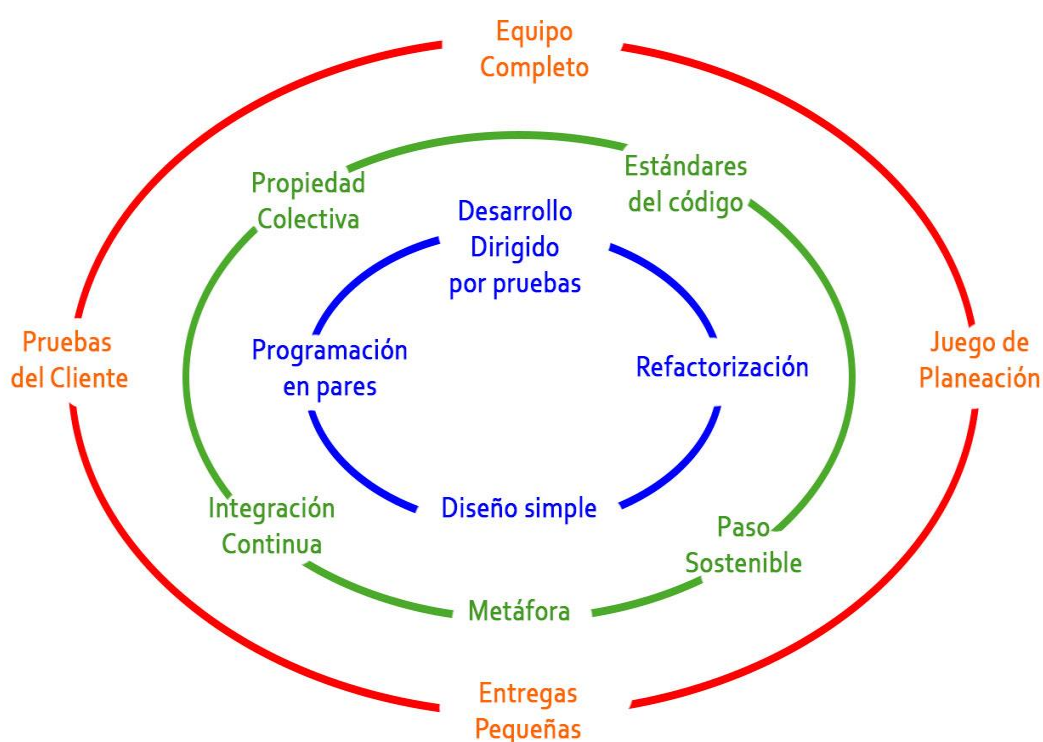 Equipo
Completo
Propiedad
Colectiva
Estándares
del código
Desarrollo
Dirigido
por pruebas
Pruebas
del Cliente
Programación
en pares
Refactorización
Juego de
Planeación
Integración
Continua
Diseño simple
Paso
Sostenible
Metáfora
Entregas
Pequeñas